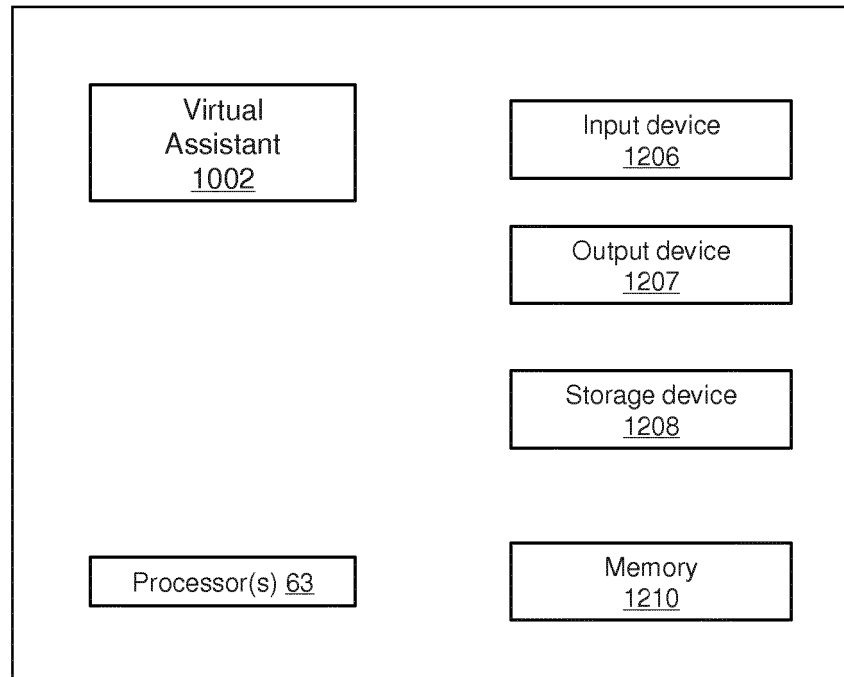 Virtual
Assistant
1002
Input device
1206
Output device
1207
Storage device
1208
Processor(s) 63
Memory
1210